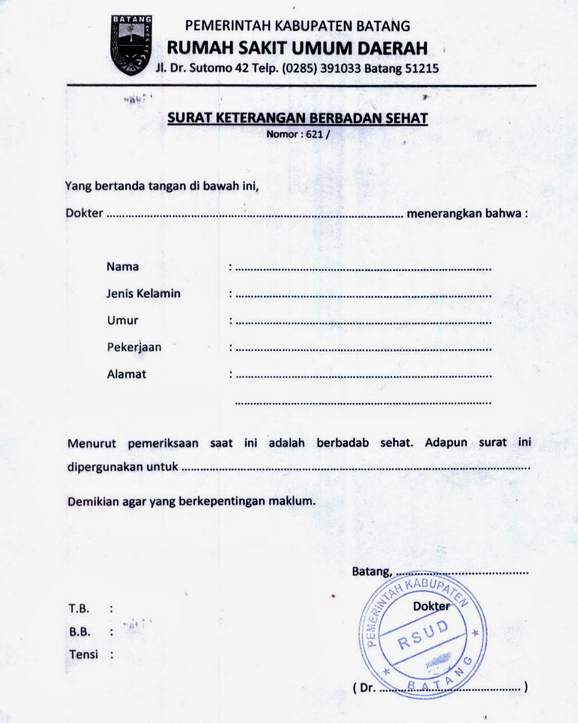 BATANG
PEMERINTAH KABUPATEN BATANG
RUMAH SAKIT UMUM DAERAH
Jl. Dr. Sutomo 42 Telp. (0285) 391033 Batang 51215
SURAT KETERANGAN BERBADAN SEHAT
Nomor : 621 /
Yang bertanda tangan di bawah ini,
Dokter ........................................................................................ menerangkan bahwa :
Nama : ............................................................................
Jenis Kelamin : ............................................................................
Umur : ............................................................................
Pekerjaan : ............................................................................
Alamat : ............................................................................
............................................................................
Menurut pemeriksaan saat ini adalah berbadab sehat. Adapun surat ini
dipergunakan untuk ........................................................................................................
Demikian agar yang berkepentingan maklum.
Batang, ........................................
Dokter
T.B. :
B.B. :
Tensi :
PEMERINTAH KABUPATEN
RSUD
BATANG
( Dr. .......................................... )